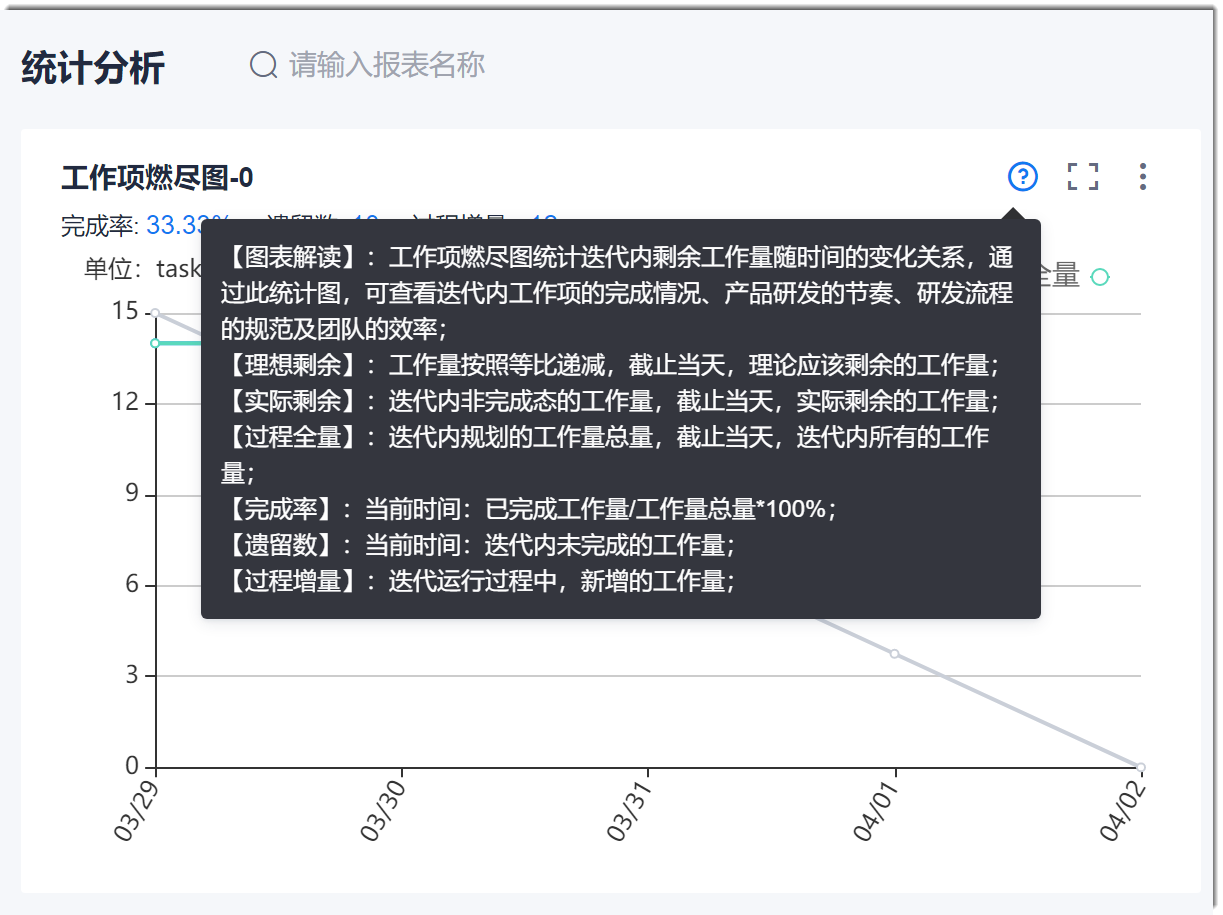 统计分析
请输入报表名称
工作项燃尽图-0
完成率: 33.33%
单位：task
全量
【图表解读】：工作项燃尽图统计迭代内剩余工作量随时间的变化关系，通
过此统计图，可查看迭代内工作项的完成情况、产品研发的节奏、研发流程
的规范及团队的效率；
【理想剩余】：工作量按照等比递减，截止当天，理论应该剩余的工作量；
【实际剩余】：迭代内非完成态的工作量，截止当天，实际剩余的工作量；
【过程全量】：迭代内规划的工作量总量，截止当天，迭代内所有的工作
量；
【完成率】：当前时间：已完成工作量/工作量总量*100%；
【遗留数】：当前时间：迭代内未完成的工作量；
【过程增量】：迭代运行过程中，新增的工作量；
15
12
9
6
3
0
03/29
03/30
03/31
04/01
04/02